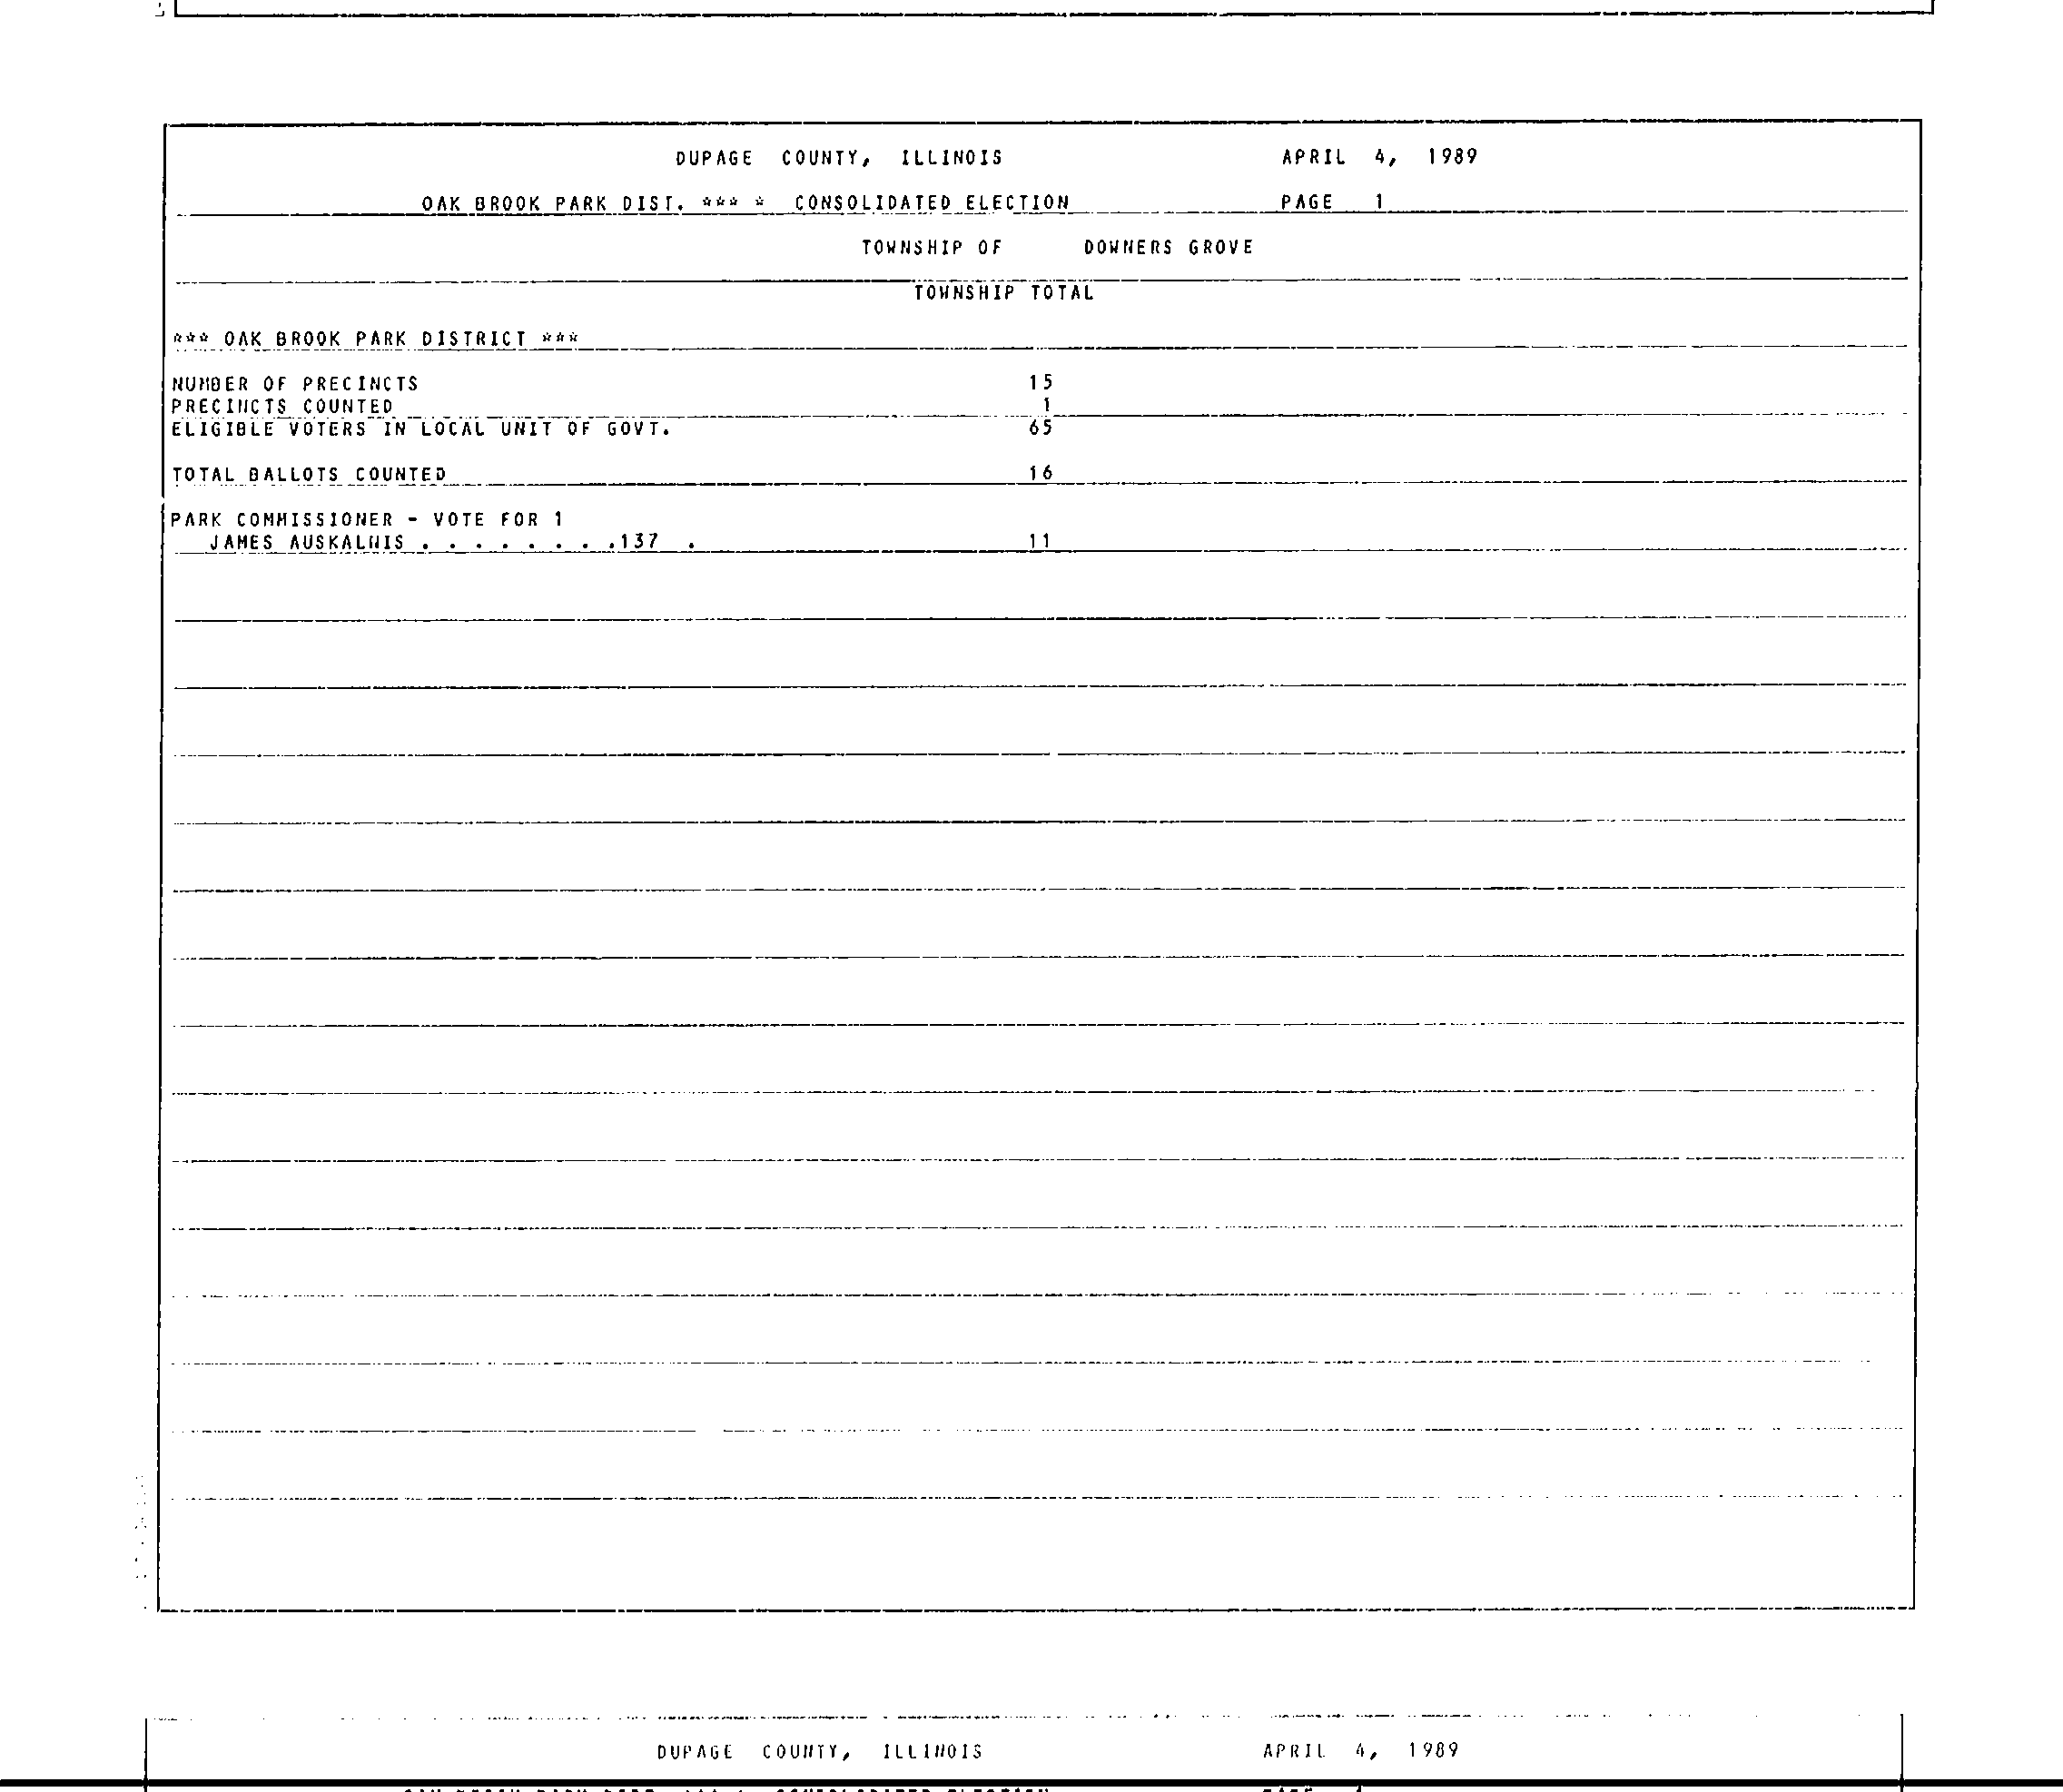 DUPAGE COUNTY, ILLINOIS APRIL 4, 1989
OAK BROOK PARK DIST. *** * CONSOLIDATED ELECTION PAGE 1
TOWNSHIP OF DOWNERS GROVE
TOWNSHIP TOTAL
*** OAK BROOK PARK DISTRICT ***
NUMBER OF PRECINCTS 15
PRECINCTS COUNTED 1
ELIGIBLE VOTERS IN LOCAL UNIT OF GOVT. 65
TOTAL BALLOTS COUNTED 16
PARK COMMISSIONER - VOTE FOR 1
JAMES AUSKALNIS . . . . . . . .137 . 11
DUPAGE COUNTY, ILLINOIS APRIL 4, 1989